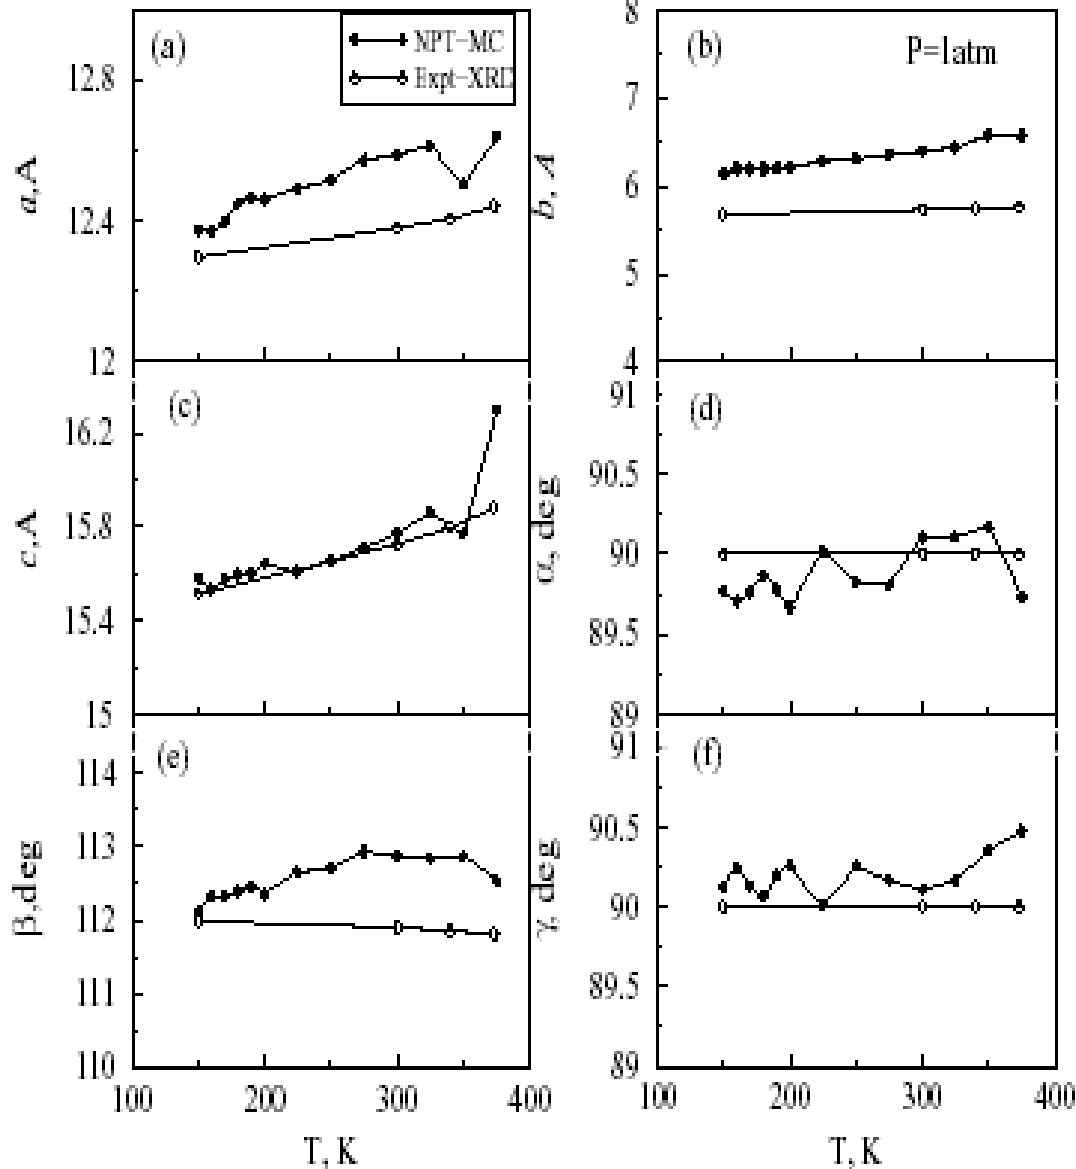 (a)
NPT-MC
Expt-XRD
12.8
12.4
12
a,A
(b)
P=1atm
8
7
6
5
4
b, A
(c)
16.2
15.8
15.4
15
c,A
(d)
91
90.5
90
89.5
89
α, deg
(e)
114
113
112
111
110
β,deg
100
200
300
400
T, K
(f)
91
90.5
90
89.5
89
γ, deg
100
200
300
400
T, K